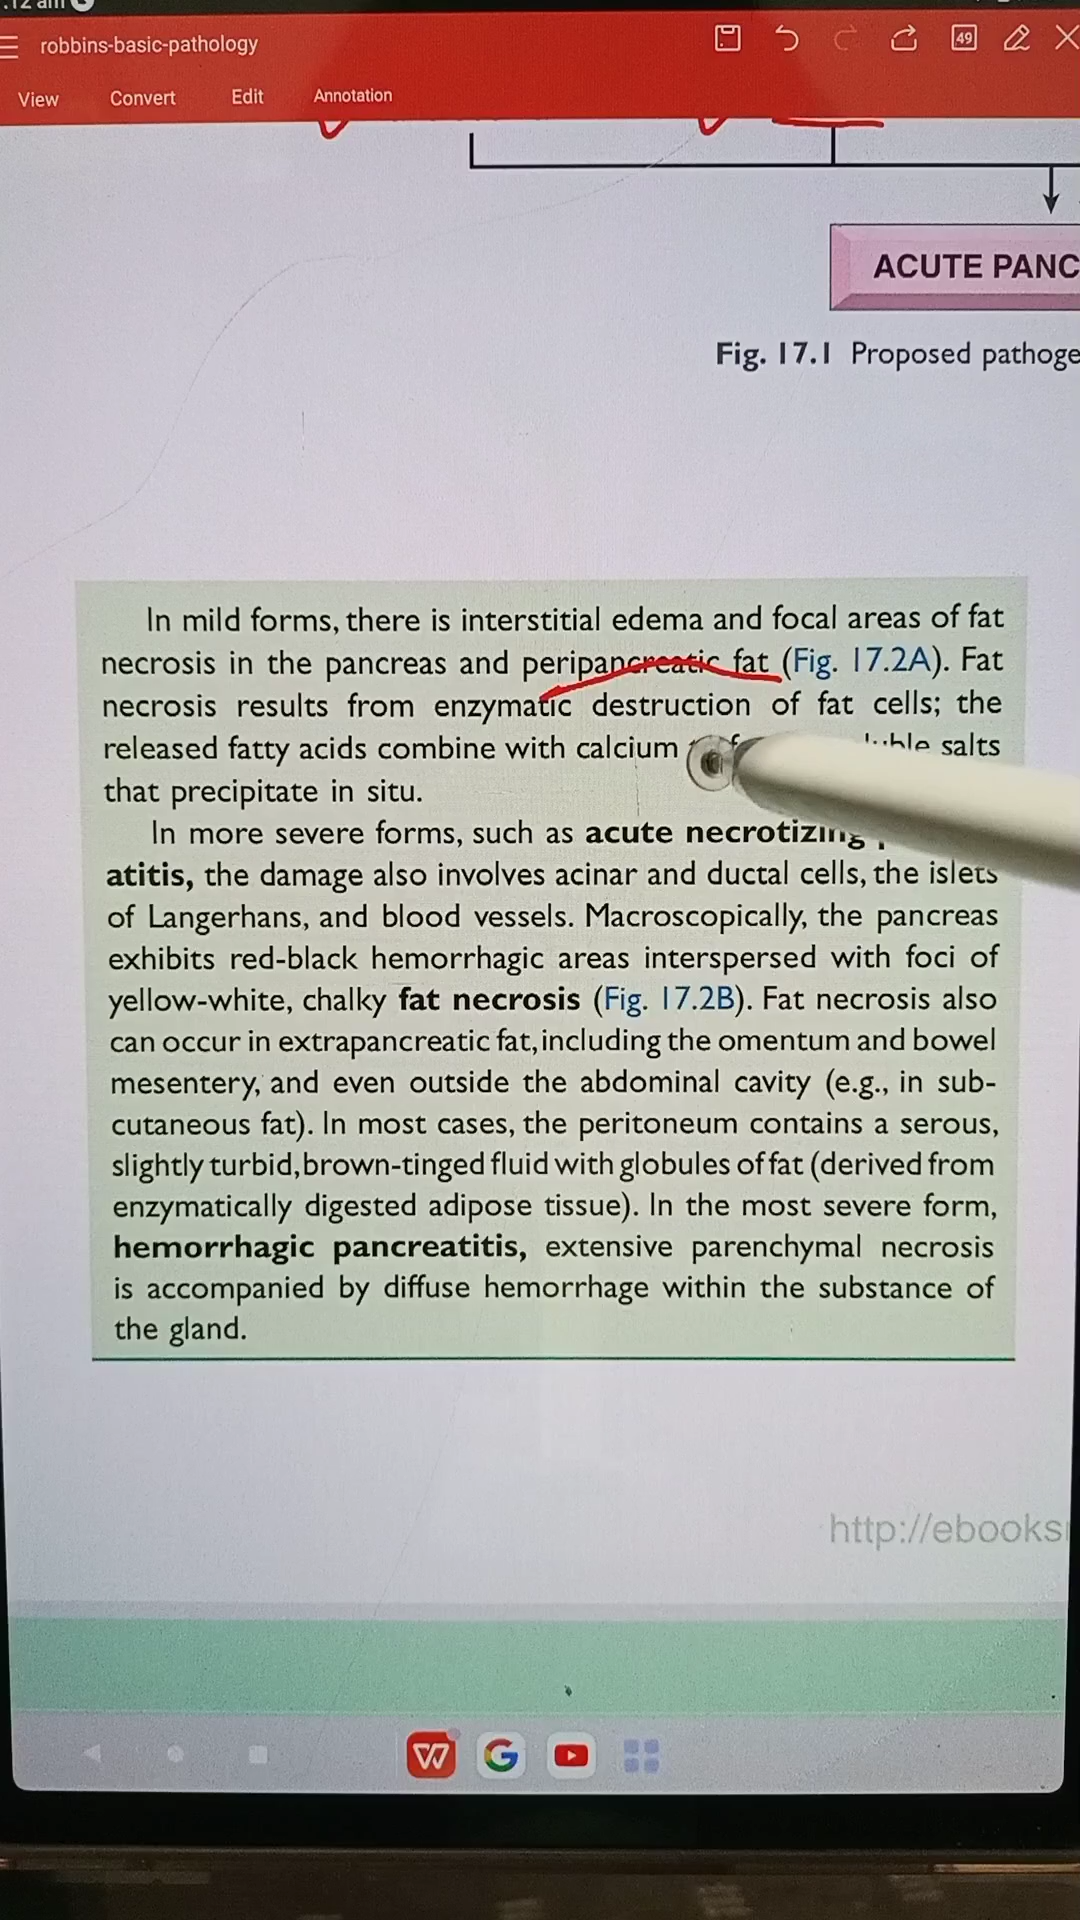 robbins-basic-pathology
49
View Convert Edit Annotation
ACUTE PANC
Fig. 17.1 Proposed pathoge
In mild forms, there is interstitial edema and focal areas of fat
necrosis in the pancreas and peripancreatic fat (Fig. 17.2A). Fat
necrosis results from enzymatic destruction of fat cells; the
released fatty acids combine with calcium salts
that precipitate in situ.
In more severe forms, such as acute necrotizing
atitis, the damage also involves acinar and ductal cells, the islets
of Langerhans, and blood vessels. Macroscopically, the pancreas
exhibits red-black hemorrhagic areas interspersed with foci of
yellow-white, chalky fat necrosis (Fig. 17.2B). Fat necrosis also
can occur in extrapancreatic fat, including the omentum and bowel
mesentery, and even outside the abdominal cavity (e.g., in sub-
cutaneous fat). In most cases, the peritoneum contains a serous,
slightly turbid, brown-tinged fluid with globules of fat (derived from
enzymatically digested adipose tissue). In the most severe form,
hemorrhagic pancreatitis, extensive parenchymal necrosis
is accompanied by diffuse hemorrhage within the substance of
the gland.
http://ebooks